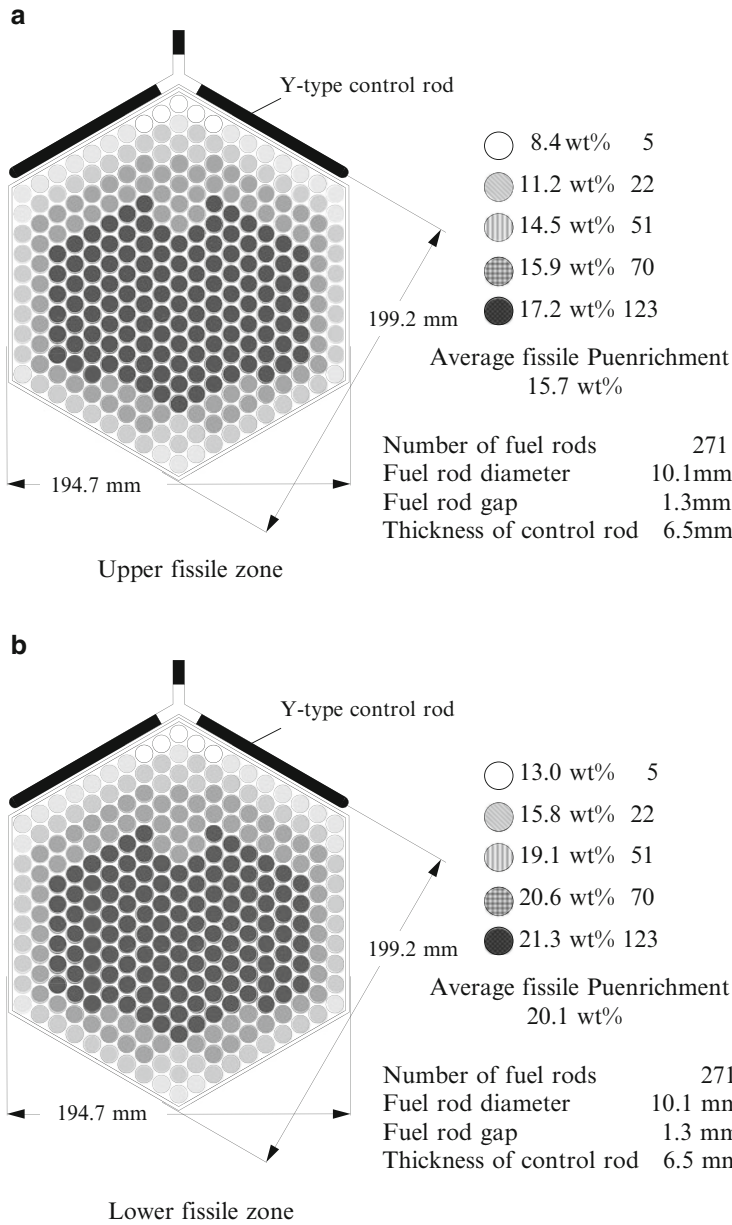 a
Y-type control rod
8.4 wt% 5
11.2 wt% 22
14.5 wt% 51
15.9 wt% 70
17.2 wt% 123
199.2 mm
Average fissile Puenrichment
15.7 wt%
Number of fuel rods 271
Fuel rod diameter 10.1mm
Fuel rod gap 1.3mm
Thickness of control rod 6.5mm
194.7 mm
Upper fissile zone
b
Y-type control rod
13.0 wt% 5
15.8 wt% 22
19.1 wt% 51
20.6 wt% 70
21.3 wt% 123
199.2 mm
Average fissile Puenrichment
20.1 wt%
Number of fuel rods 271
Fuel rod diameter 10.1 mm
Fuel rod gap 1.3 mm
Thickness of control rod 6.5 mm
194.7 mm
Lower fissile zone